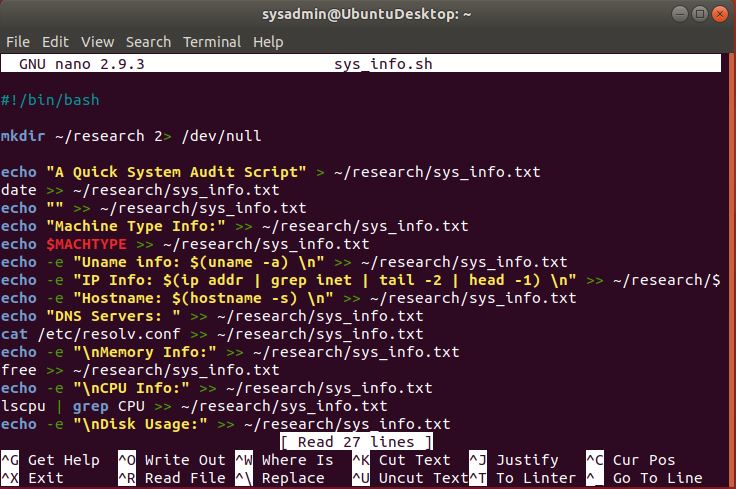 sysadmin@UbuntuDesktop: ~
File Edit View Search Terminal Help
GNU nano 2.9.3 sys_info.sh
#!/bin/bash
mkdir ~/research 2> /dev/null
echo "A Quick System Audit Script" > ~/research/sys_info.txt
date >> ~/research/sys_info.txt
echo "" >> ~/research/sys_info.txt
echo "Machine Type Info:" >> ~/research/sys_info.txt
echo $MACHTYPE >> ~/research/sys_info.txt
echo -e "Uname info: $(uname -a) \n" >> ~/research/sys_info.txt
echo -e "IP Info: $(ip addr | grep inet | tail -2 | head -1) \n" >> ~/research/$
echo -e "Hostname: $(hostname -s) \n" >> ~/research/sys_info.txt
echo "DNS Servers: " >> ~/research/sys_info.txt
cat /etc/resolv.conf >> ~/research/sys_info.txt
echo -e "\nMemory Info:" >> ~/research/sys_info.txt
free >> ~/research/sys_info.txt
echo -e "\nCPU Info:" >> ~/research/sys_info.txt
lscpu | grep CPU >> ~/research/sys_info.txt
echo -e "\nDisk Usage:" >> ~/research/sys_info.txt
[ Read 27 lines ]
^G Get Help ^O Write Out ^W Where Is ^K Cut Text ^J Justify ^C Cur Pos
^X Exit ^R Read File ^\ Replace ^U Uncut Text ^T To Linter ^_ Go To Line